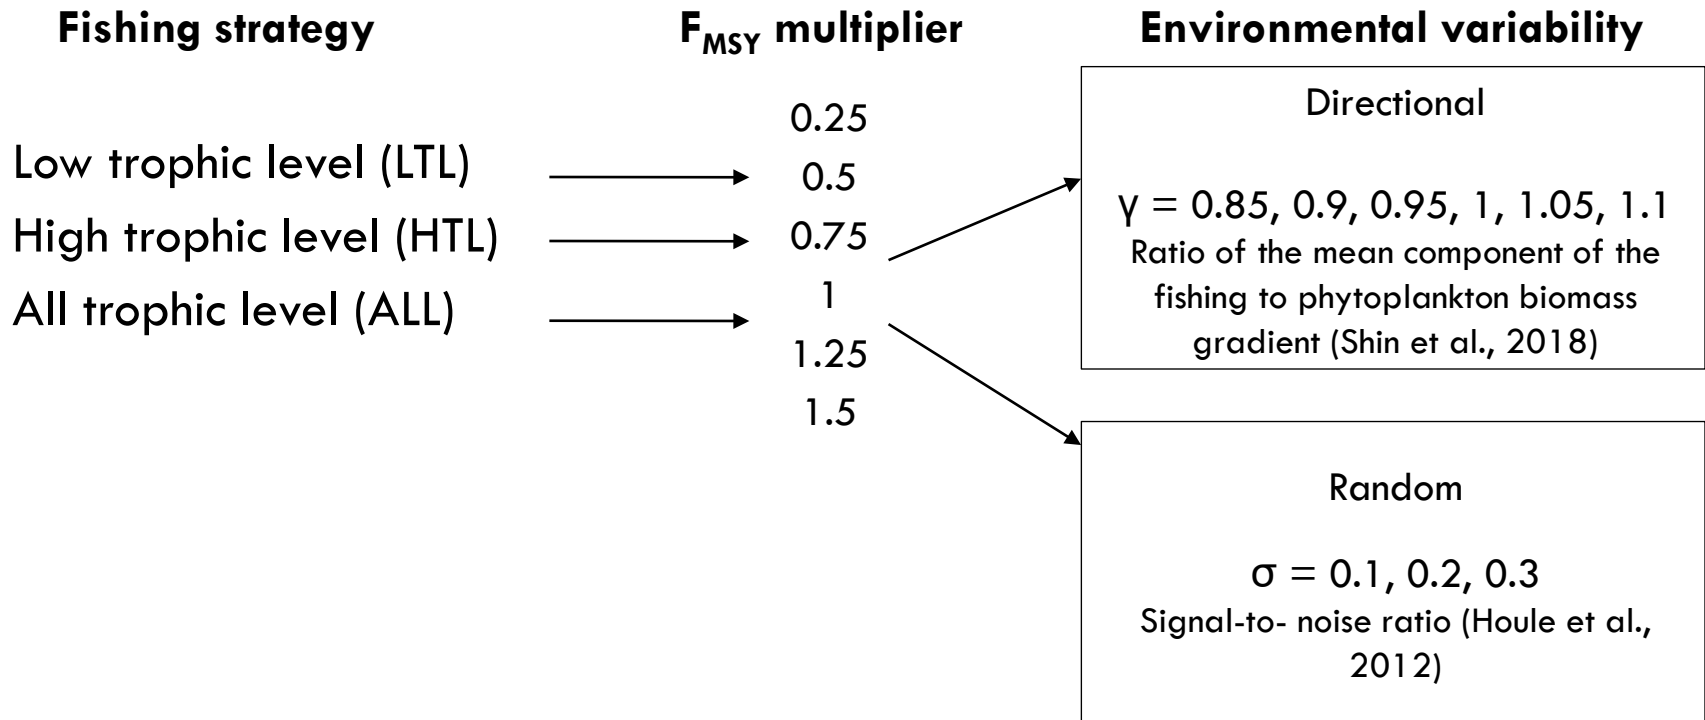 Fishing strategy
F_MSY multiplier
Environmental variability
Low trophic level (LTL)
High trophic level (HTL)
All trophic level (ALL)
0.25
0.5
0.75
1
1.25
1.5
Directional
γ = 0.85, 0.9, 0.95, 1, 1.05, 1.1
Ratio of the mean component of the
fishing to phytoplankton biomass
gradient (Shin et al., 2018)
Random
σ = 0.1, 0.2, 0.3
Signal-to- noise ratio (Houle et al.,
2012)